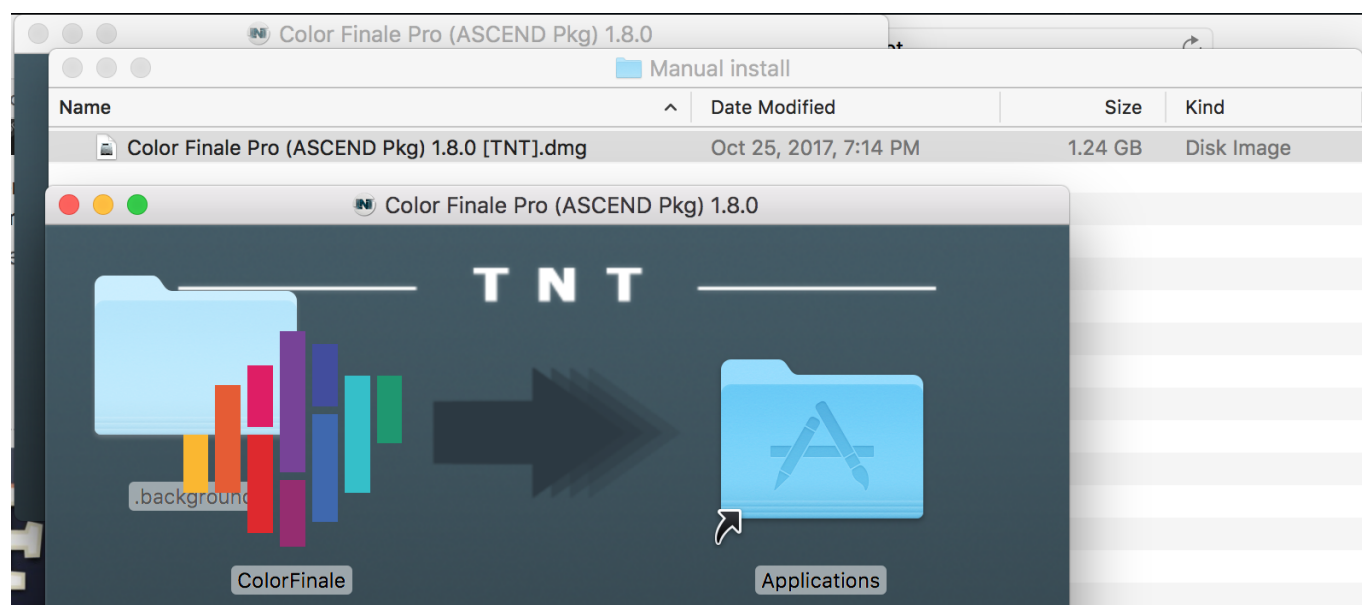 Color Finale Pro (ASCEND Pkg) 1.8.0
Manual install
Name Date Modified Size Kind
Color Finale Pro (ASCEND Pkg) 1.8.0 [TNT].dmg Oct 25, 2017, 7:14 PM 1.24 GB Disk Image
Color Finale Pro (ASCEND Pkg) 1.8.0
TNT
.background
ColorFinale Applications